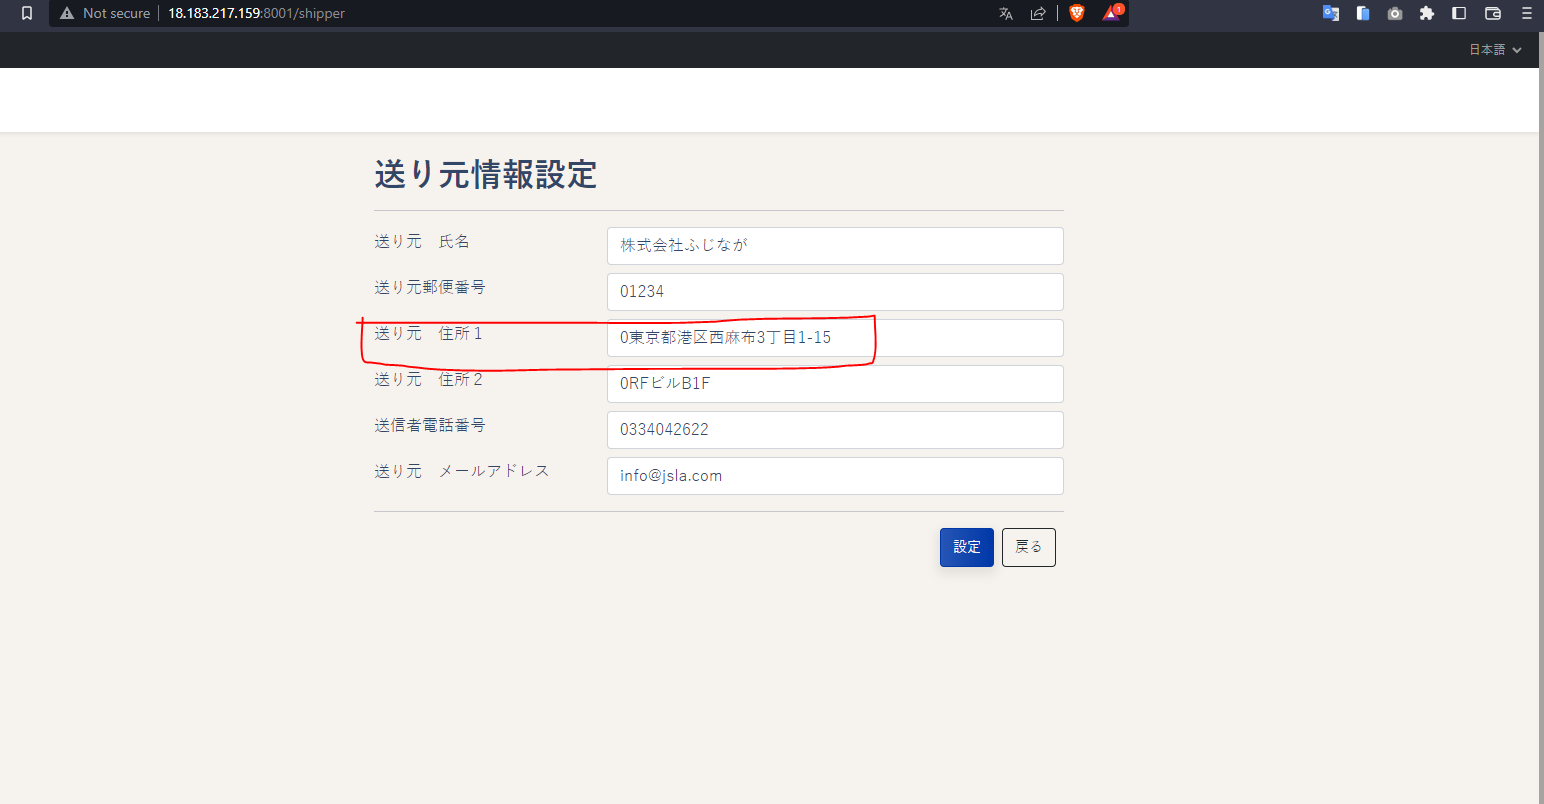 Not secure 18.183.217.159:8001/shipper
1
日本語
送り元情報設定
送り元　氏名 株式会社ふじなが
送り元郵便番号 01234
送り元　住所１ 0東京都港区西麻布3丁目1-15
送り元　住所２ 0RFビルB1F
送信者電話番号 0334042622
送り元　メールアドレス info@jsla.com
設定 戻る